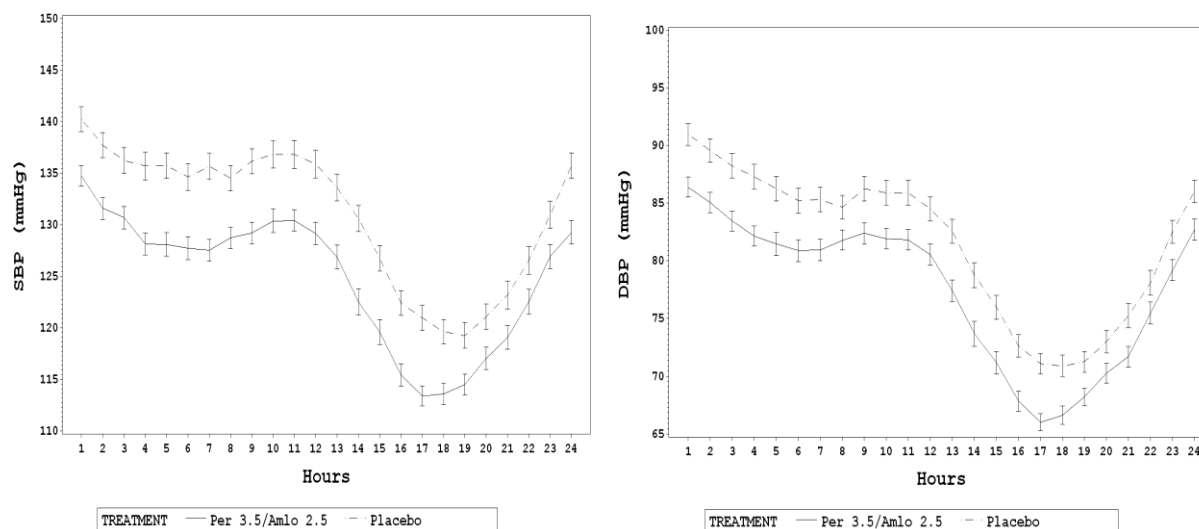 150
145
140
135
130
125
120
115
110
SBP (mmHg)
1 2 3 4 5 6 7 8 9 10 11 12 13 14 15 16 17 18 19 20 21 22 23 24
Hours
TREATMENT Per 3.5/Amlo 2.5 Placebo
100
95
90
85
80
75
70
65
DBP (mmHg)
1 2 3 4 5 6 7 8 9 10 11 12 13 14 15 16 17 18 19 20 21 22 23 24
Hours
TREATMENT Per 3.5/Amlo 2.5 Placebo